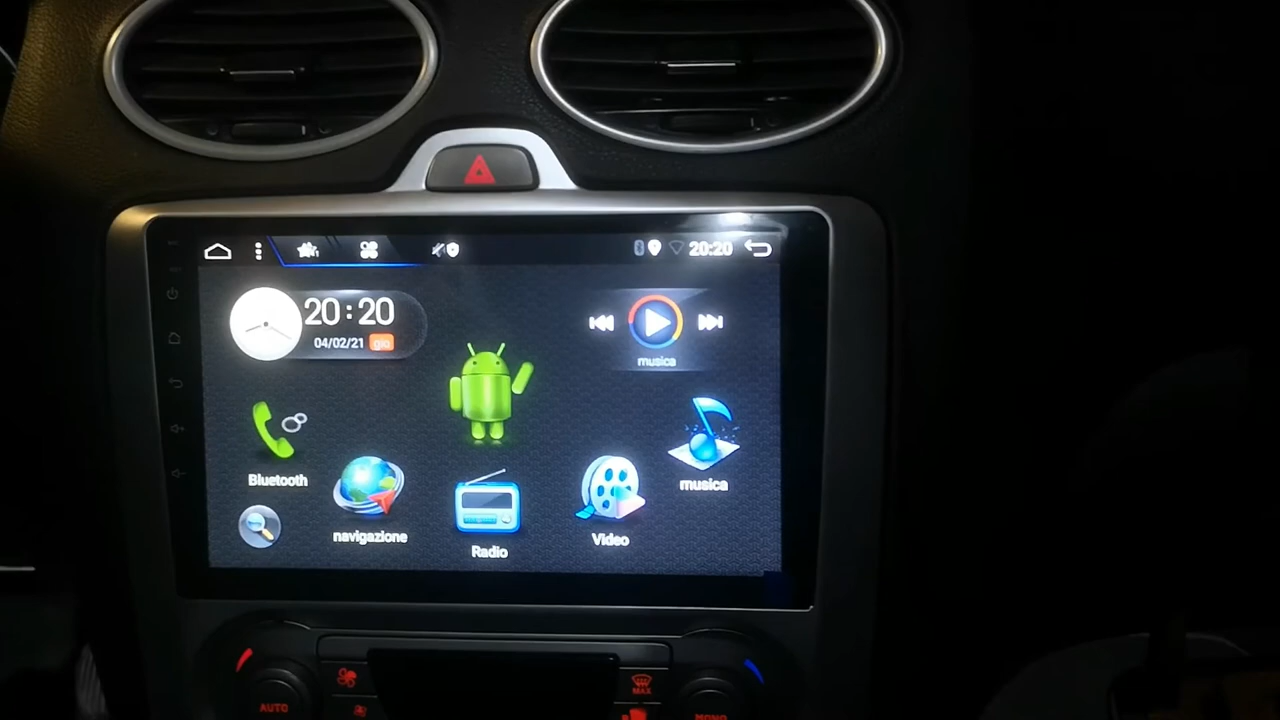 20:20
20:20
04/02/21 gio
musica
Bluetooth
navigazione
Radio
Video
musica
AUTO
MAX
MONO